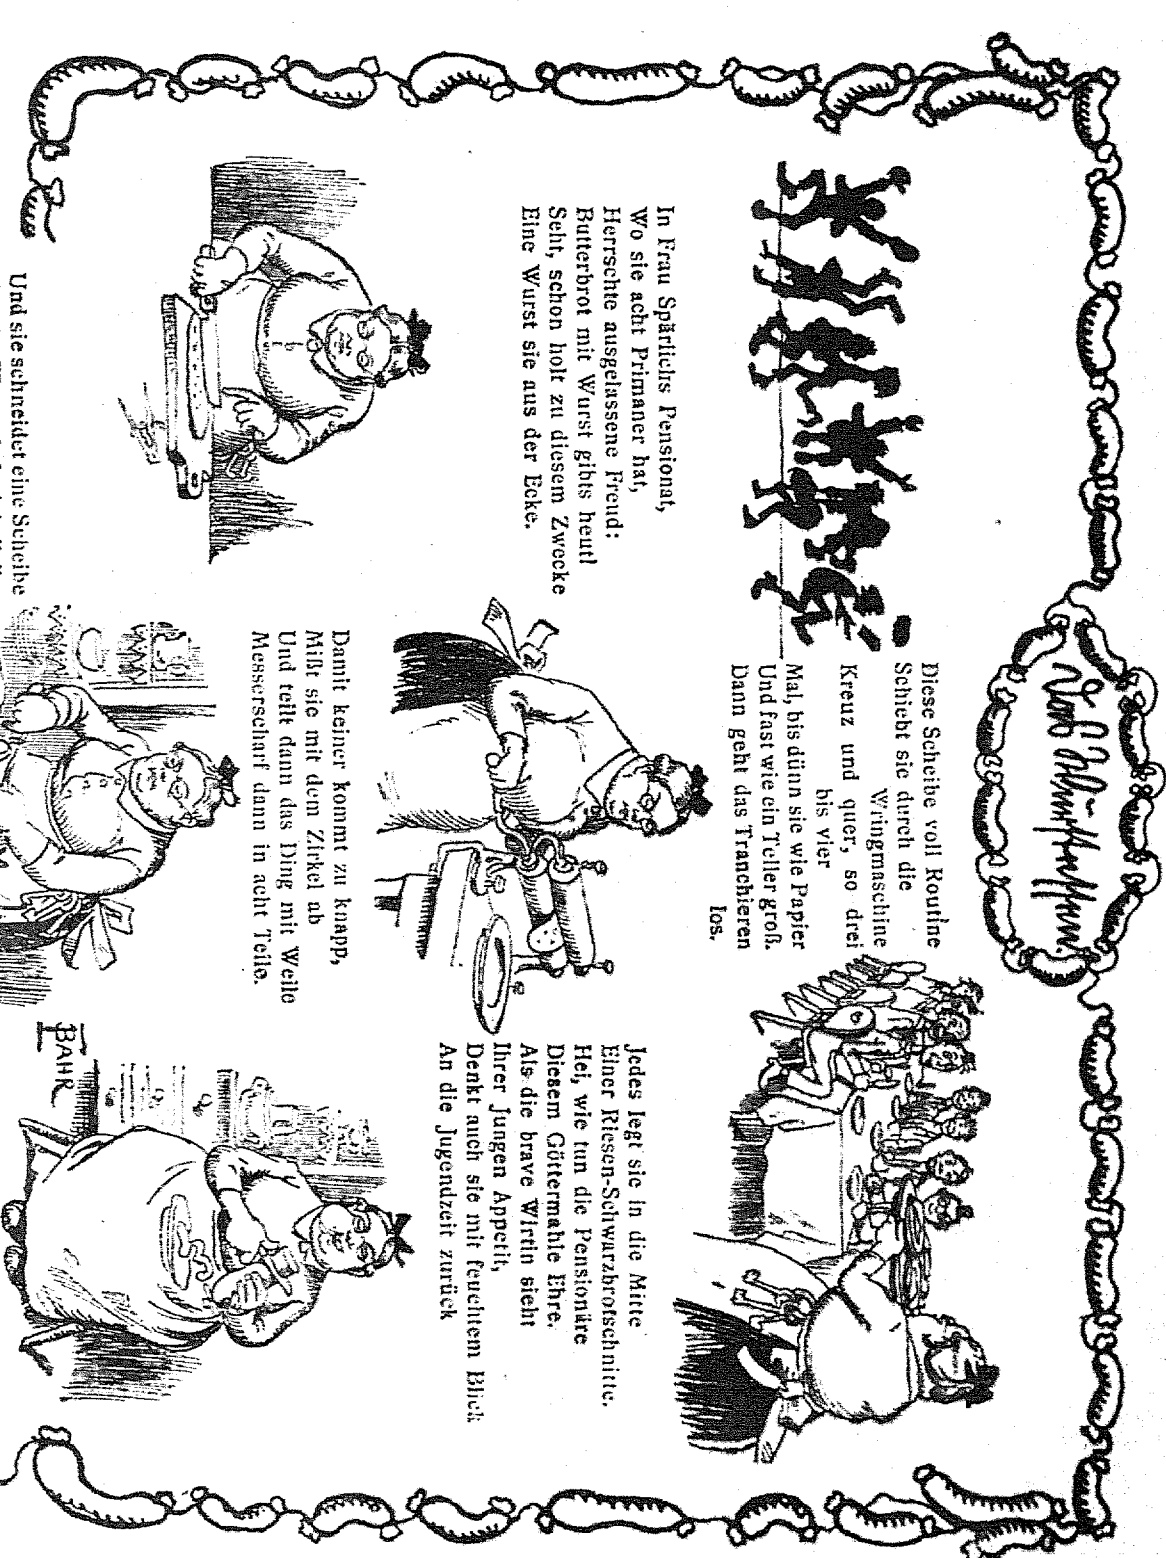 In Frau Spärlichs Pensionat,
Wo sie acht Primaner hat,
Herrschte ausgelassene Freud:
Butterbrot mit Wurst gibts heut!
Seht, schon holt zu diesem Zwecke
Eine Wurst sie aus der Ecke.
Und sie schneidet eine Scheibe
Diese Scheibe voll Routine
Schiebt sie durch die
Wringmaschine
Kreuz und quer, so drei
bis vier
Mal, bis dünn sie wie Papier
Und fast wie ein Teller groß.
Dann geht das Tranchieren
los.
Damit keiner kommt zu knapp,
Mißt sie mit dem Zirkel ab
Und teilt dann das Ding mit Weile
Messerscharf dann in acht Teile.
Jedes legt sie in die Mitte
Einer Riesen-Schwarzbrotschnitte.
Hei, wie tun die Pensionäre
Diesem Göttermahle Ehre.
Als die brave Wirtin sieht
Ihrer Jungen Appetit,
Denkt auch sie mit feuchtem Blick
An die Jugendzeit zurück
BAHR